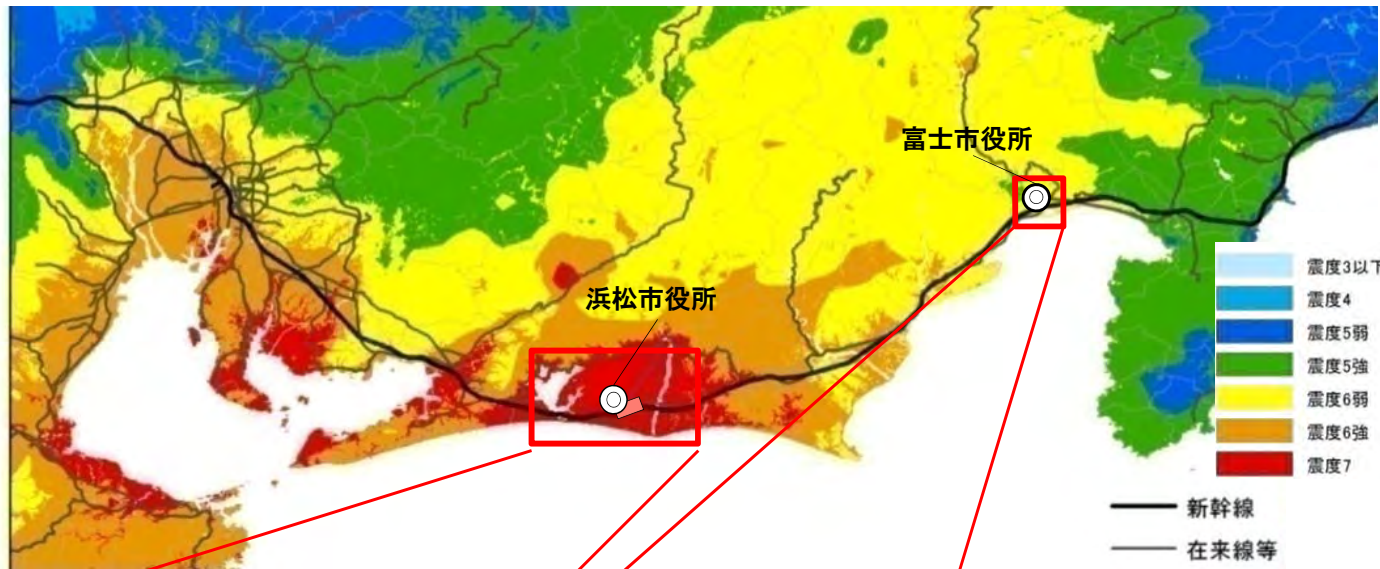 富士市役所
浜松市役所
震度3以下
震度4
震度5弱
震度5強
震度6弱
震度6強
震度7
新幹線
在来線等